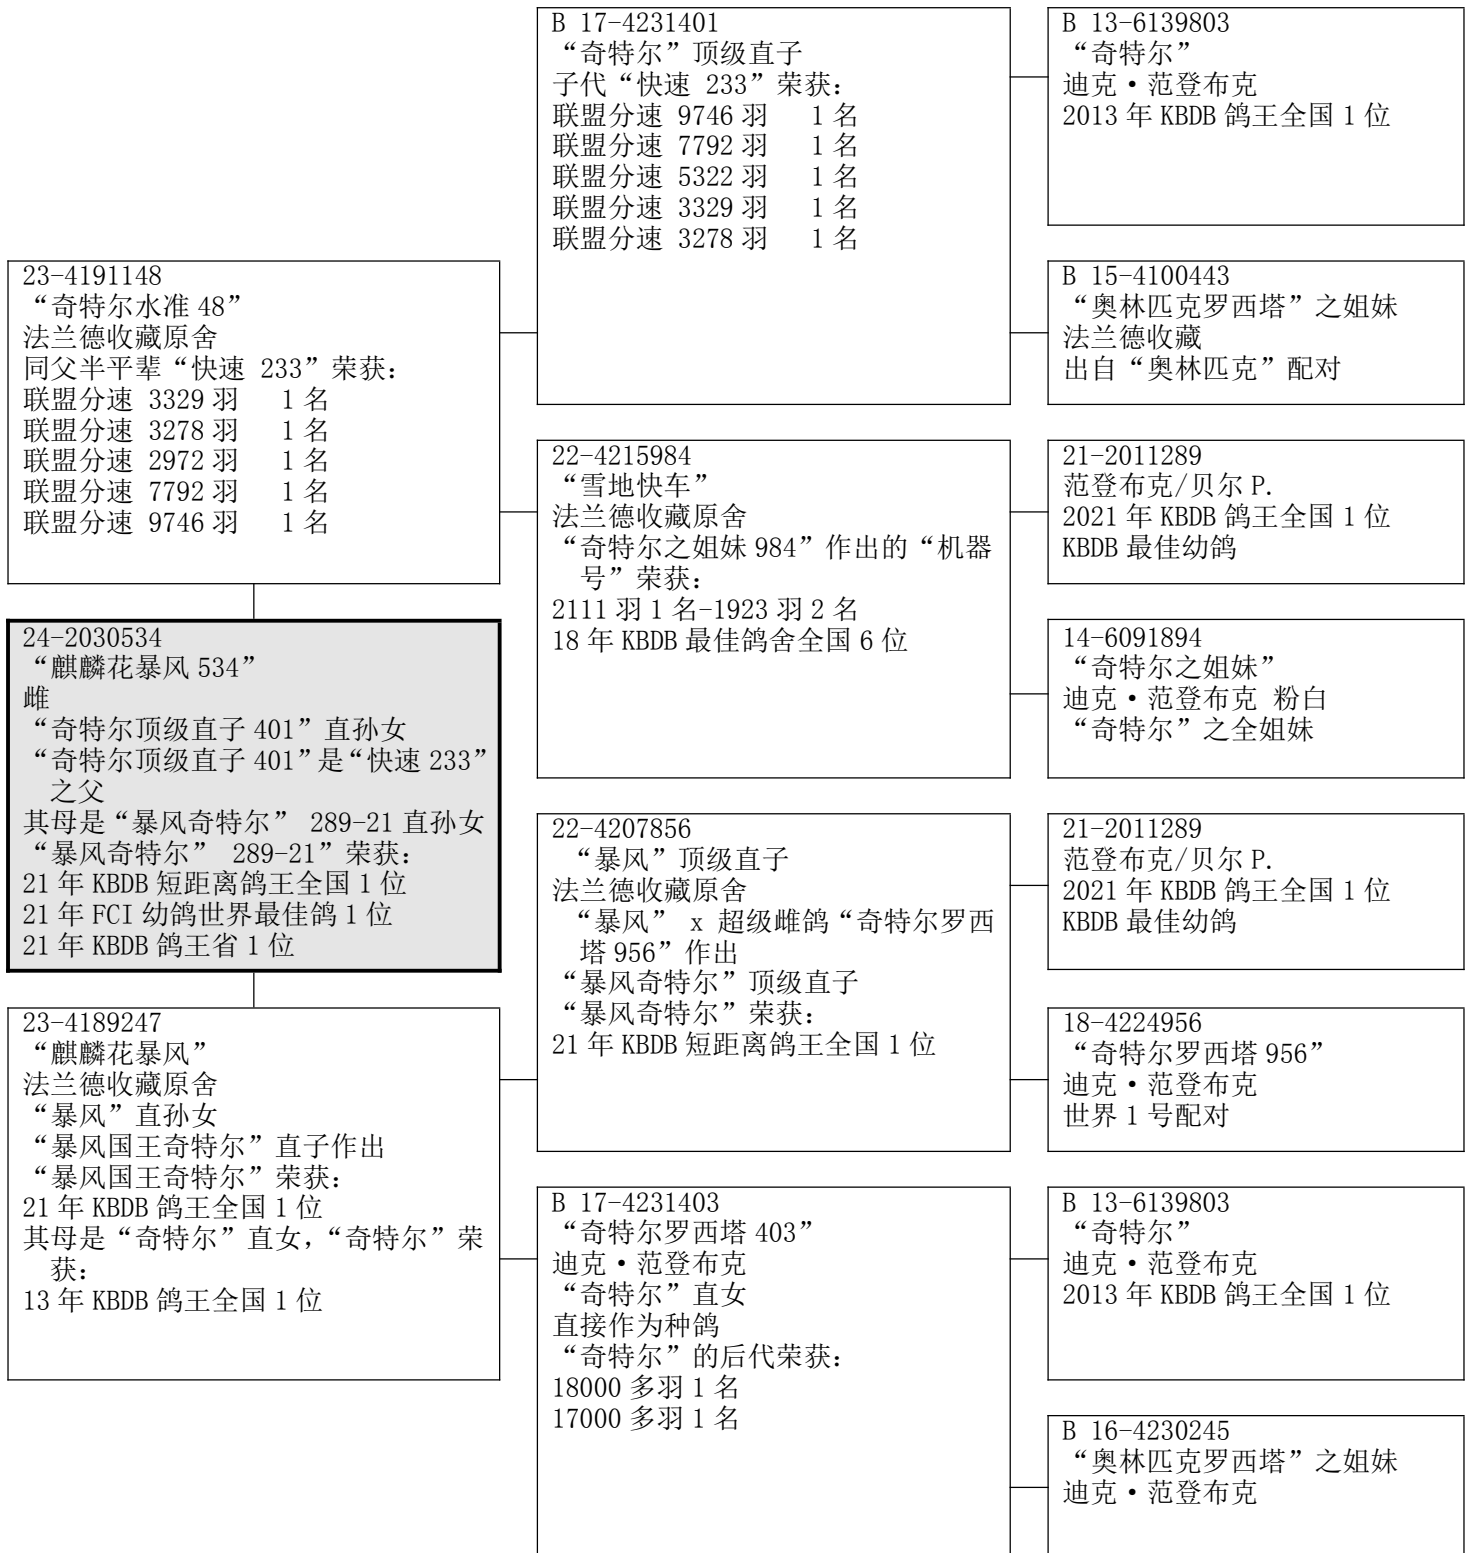 B 17-4231401
“奇特尔”顶级直子
子代“快速 233”荣获：
联盟分速 9746 羽 1 名
联盟分速 7792 羽 1 名
联盟分速 5322 羽 1 名
联盟分速 3329 羽 1 名
联盟分速 3278 羽 1 名
B 13-6139803
“奇特尔”
迪克·范登布克
2013 年 KBDB 鸽王全国 1 位
23-4191148
“奇特尔水准 48”
法兰德收藏原舍
同父半平辈“快速 233”荣获：
联盟分速 3329 羽 1 名
联盟分速 3278 羽 1 名
联盟分速 2972 羽 1 名
联盟分速 7792 羽 1 名
联盟分速 9746 羽 1 名
B 15-4100443
“奥林匹克罗西塔”之姐妹
法兰德收藏
出自“奥林匹克”配对
22-4215984
“雪地快车”
法兰德收藏原舍
“奇特尔之姐妹 984”作出的“机器
号”荣获：
2111 羽 1 名-1923 羽 2 名
18 年 KBDB 最佳鸽舍全国 6 位
21-2011289
范登布克/贝尔 P.
2021 年 KBDB 鸽王全国 1 位
KBDB 最佳幼鸽
24-2030534
“麒麟花暴风 534”
雌
“奇特尔顶级直子 401”直孙女
“奇特尔顶级直子 401”是“快速 233”
之父
其母是“暴风奇特尔” 289-21 直孙女
“暴风奇特尔” 289-21”荣获：
21 年 KBDB 短距离鸽王全国 1 位
21 年 FCI 幼鸽世界最佳鸽 1 位
21 年 KBDB 鸽王省 1 位
14-6091894
“奇特尔之姐妹”
迪克·范登布克 粉白
“奇特尔”之全姐妹
22-4207856
“暴风”顶级直子
法兰德收藏原舍
“暴风” x 超级雌鸽“奇特尔罗西
塔 956”作出
“暴风奇特尔”顶级直子
“暴风奇特尔”荣获：
21 年 KBDB 短距离鸽王全国 1 位
21-2011289
范登布克/贝尔 P.
2021 年 KBDB 鸽王全国 1 位
KBDB 最佳幼鸽
23-4189247
“麒麟花暴风”
法兰德收藏原舍
“暴风”直孙女
“暴风国王奇特尔”直子作出
“暴风国王奇特尔”荣获：
21 年 KBDB 鸽王全国 1 位
其母是“奇特尔”直女，“奇特尔”荣
获：
13 年 KBDB 鸽王全国 1 位
18-4224956
“奇特尔罗西塔 956”
迪克·范登布克
世界 1 号配对
B 17-4231403
“奇特尔罗西塔 403”
迪克·范登布克
“奇特尔”直女
直接作为种鸽
“奇特尔”的后代荣获：
18000 多羽 1 名
17000 多羽 1 名
B 13-6139803
“奇特尔”
迪克·范登布克
2013 年 KBDB 鸽王全国 1 位
B 16-4230245
“奥林匹克罗西塔”之姐妹
迪克·范登布克